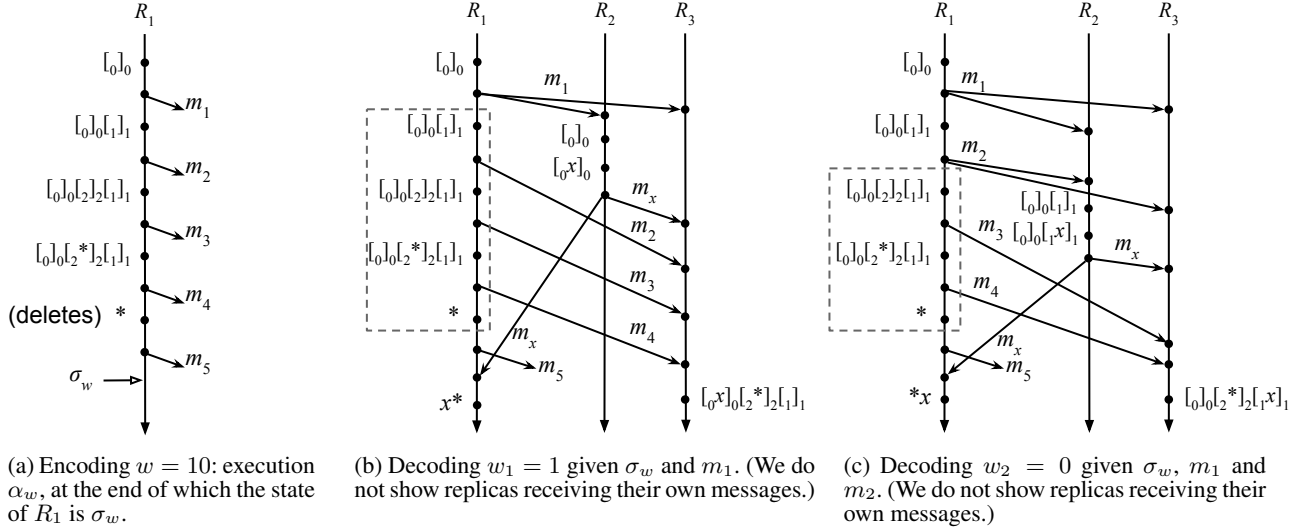 R₁
[₀]₀
m₁
[₀]₀[₁]₁
m₂
[₀]₀[₂]₂[₁]₁
m₃
[₀]₀[₂*]₂[₁]₁
m₄
(deletes) *
m₅
σ_w
(a) Encoding w = 10: execution
α_w, at the end of which the state
of R₁ is σ_w.
R₁ R₂ R₃
[₀]₀
m₁
[₀]₀[₁]₁
[₀]₀
[₀x]₀
[₀]₀[₂]₂[₁]₁
mₓ
m₂
[₀]₀[₂*]₂[₁]₁
m₃
*
mₓ
m₄
m₅
x*
[₀x]₀[₂*]₂[₁]₁
(b) Decoding w₁ = 1 given σ_w and m₁. (We do
not show replicas receiving their own messages.)
R₁ R₂ R₃
[₀]₀
m₁
[₀]₀[₁]₁
m₂
[₀]₀[₂]₂[₁]₁
[₀]₀[₁]₁
m₃
[₀]₀[₁x]₁
[₀]₀[₂*]₂[₁]₁
mₓ
m₄
*
mₓ
m₅
*x
[₀]₀[₂*]₂[₁x]₁
(c) Decoding w₂ = 0 given σ_w, m₁ and
m₂. (We do not show replicas receiving their
own messages.)